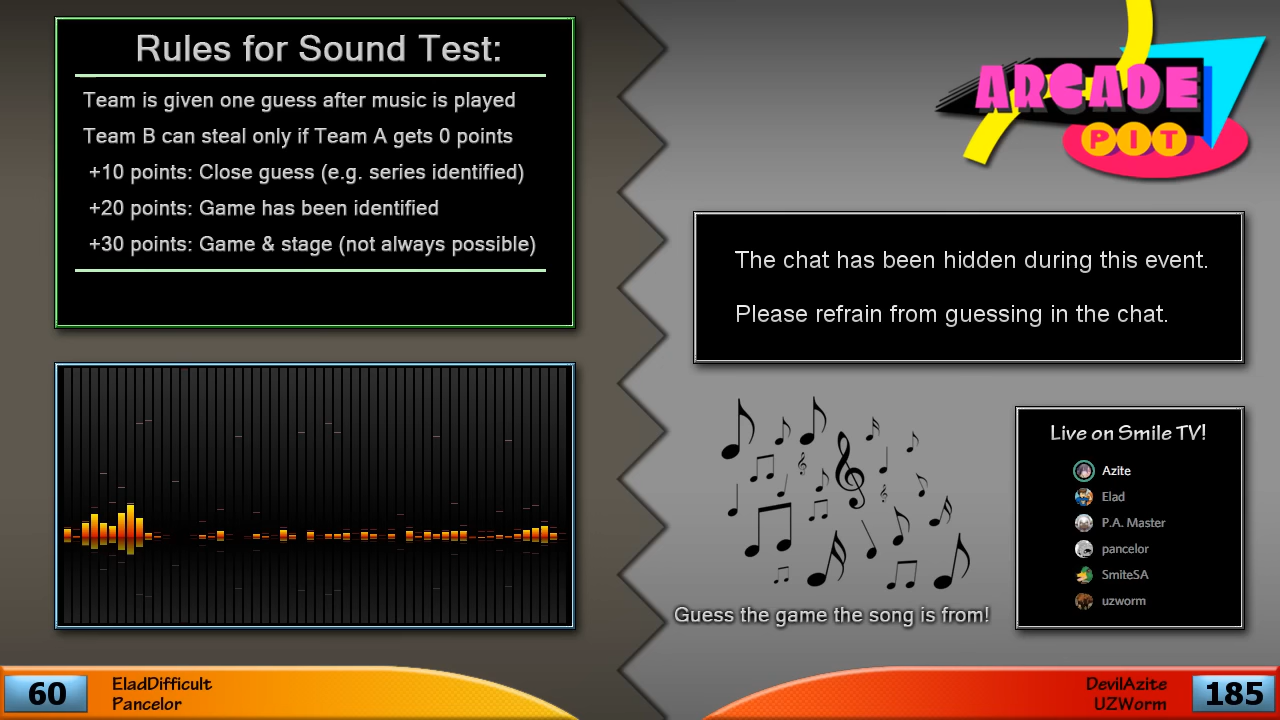 Rules for Sound Test:
Team is given one guess after music is played
Team B can steal only if Team A gets 0 points
+10 points: Close guess (e.g. series identified)
+20 points: Game has been identified
+30 points: Game & stage (not always possible)
ARCADE
PIT
The chat has been hidden during this event.
Please refrain from guessing in the chat.
Guess the game the song is from!
Live on Smile TV!
Azite
Elad
P.A. Master
pancelor
SmiteSA
uzworm
60
EladDifficult
Pancelor
DevilAzite
UZWorm
185